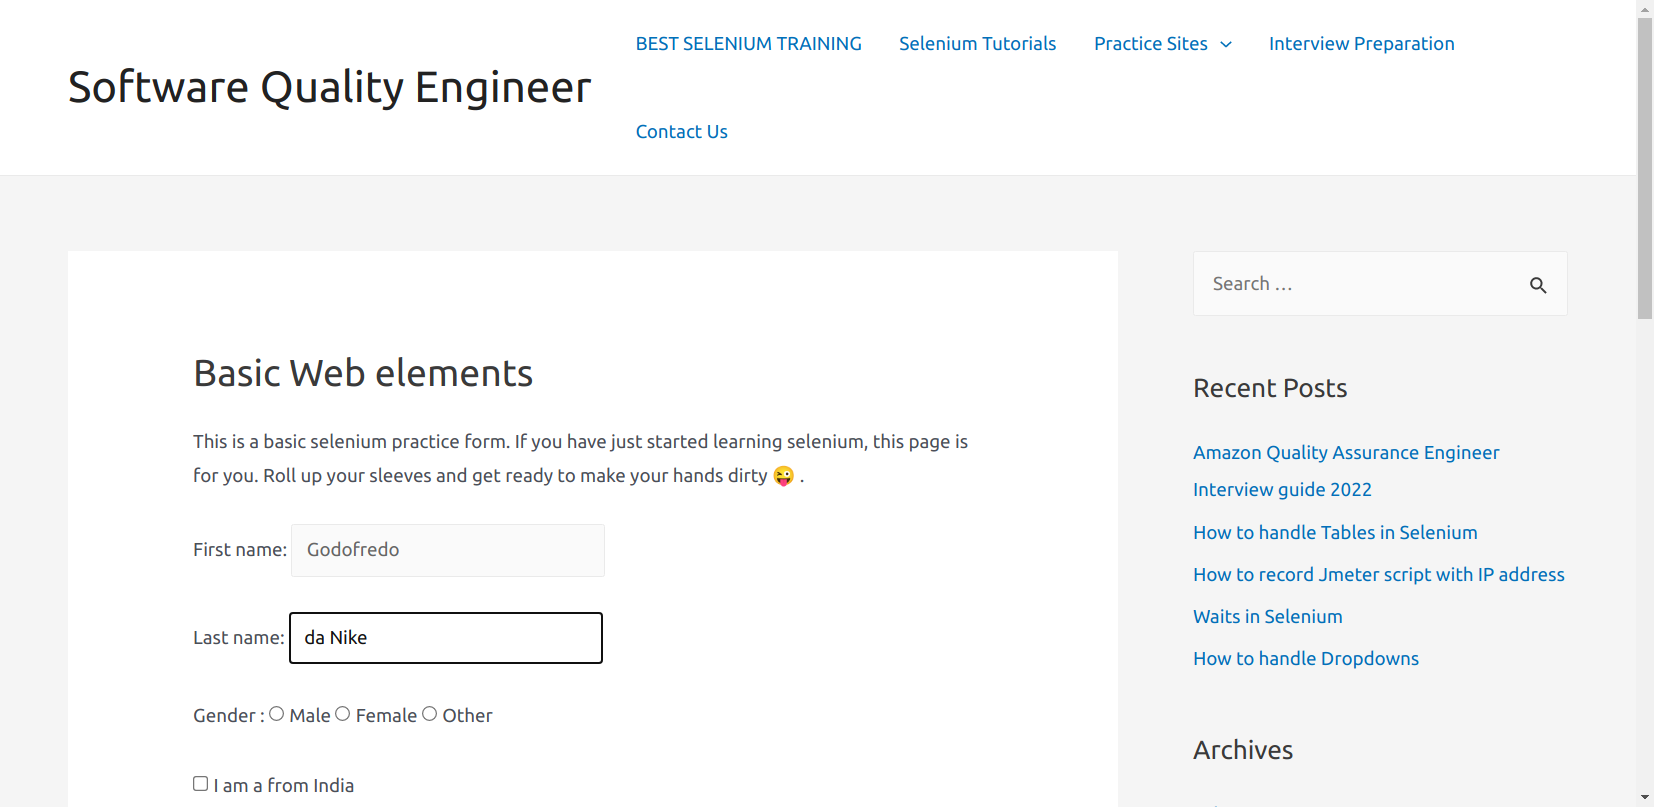 BEST SELENIUM TRAINING
Selenium Tutorials
Practice Sites
Interview Preparation
Software Quality Engineer
Contact Us
Search …
Basic Web elements
This is a basic selenium practice form. If you have just started learning selenium, this page is
for you. Roll up your sleeves and get ready to make your hands dirty 😜 .
First name: Godofredo
Last name: da Nike
Gender : Male Female Other
I am a from India
Recent Posts
Amazon Quality Assurance Engineer
Interview guide 2022
How to handle Tables in Selenium
How to record Jmeter script with IP address
Waits in Selenium
How to handle Dropdowns
Archives